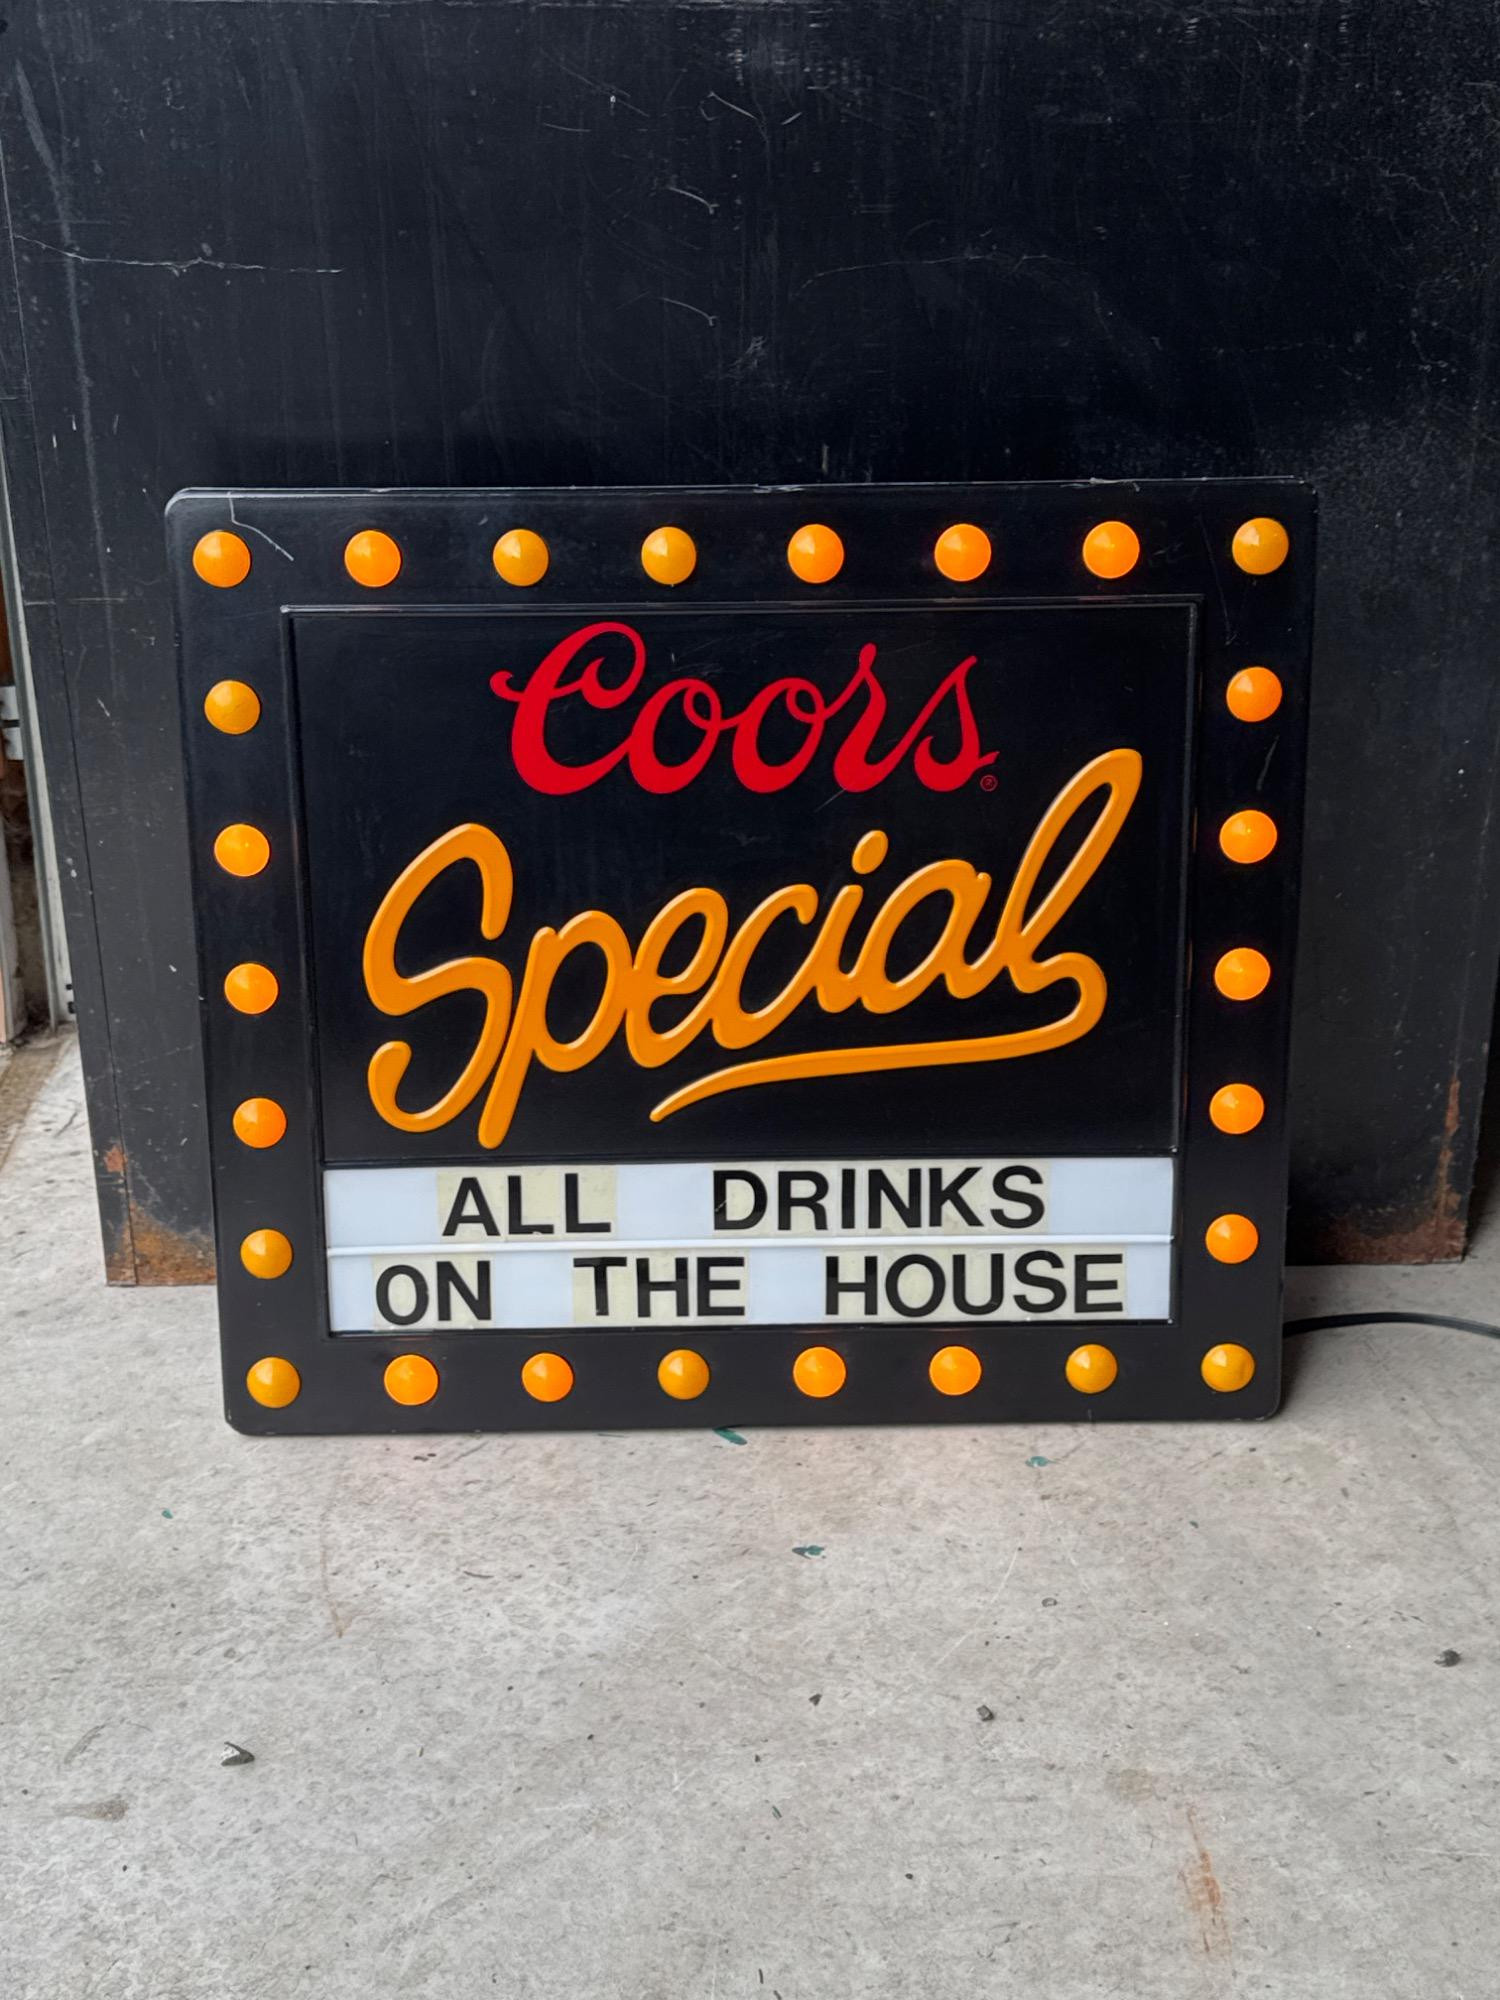 Coors®
Special
ALL DRINKS
ON THE HOUSE